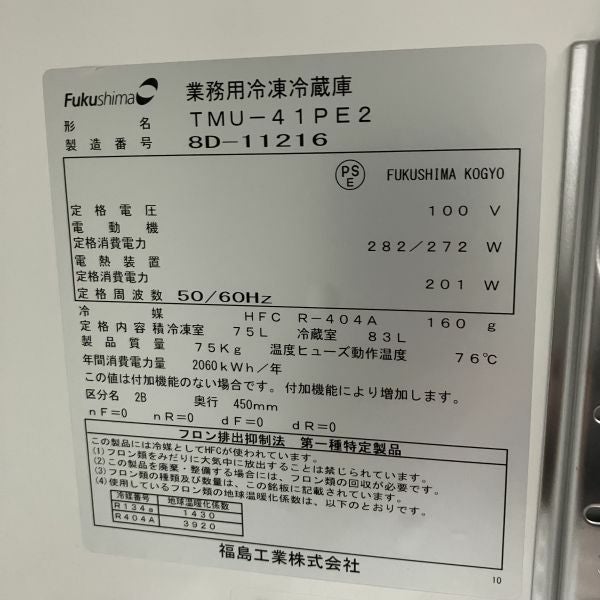 Fukushima 業務用冷凍冷蔵庫
形名 TMU-41PE2
製造番号 8D-11216
PSE FUKUSHIMA KOGYO
定格電圧 100 V
電動機
定格消費電力 282/272 W
電熱装置
定格消費電力 201 W
定格周波数 50/60Hz
冷媒 HFC R-404A 160 g
定格内容積 冷凍室 75L 冷蔵室 83L
製品質量 75Kg 温度ヒューズ動作温度 76℃
年間消費電力量 2060kWh/年
この値は付加機能のない場合です。付加機能により増加します。
区分名 2B 奥行 450mm
nF=0 nR=0 dF=0 dR=0
フロン排出抑制法 第一種特定製品
この製品には冷媒としてHFCが使われています。
(1)フロン類をみだりに大気中に放出することは禁じられています。
(2)この製品を廃棄・整備する場合には、フロン類の回収が必要です。
(3)フロン類の種類及び数量は、この銘板に記載されています。
(4)使用しているフロン類の地球温暖化係数は、以下のとおりです。
冷媒番号 地球温暖化係数
R134a 1430
R404A 3920
福島工業株式会社
10